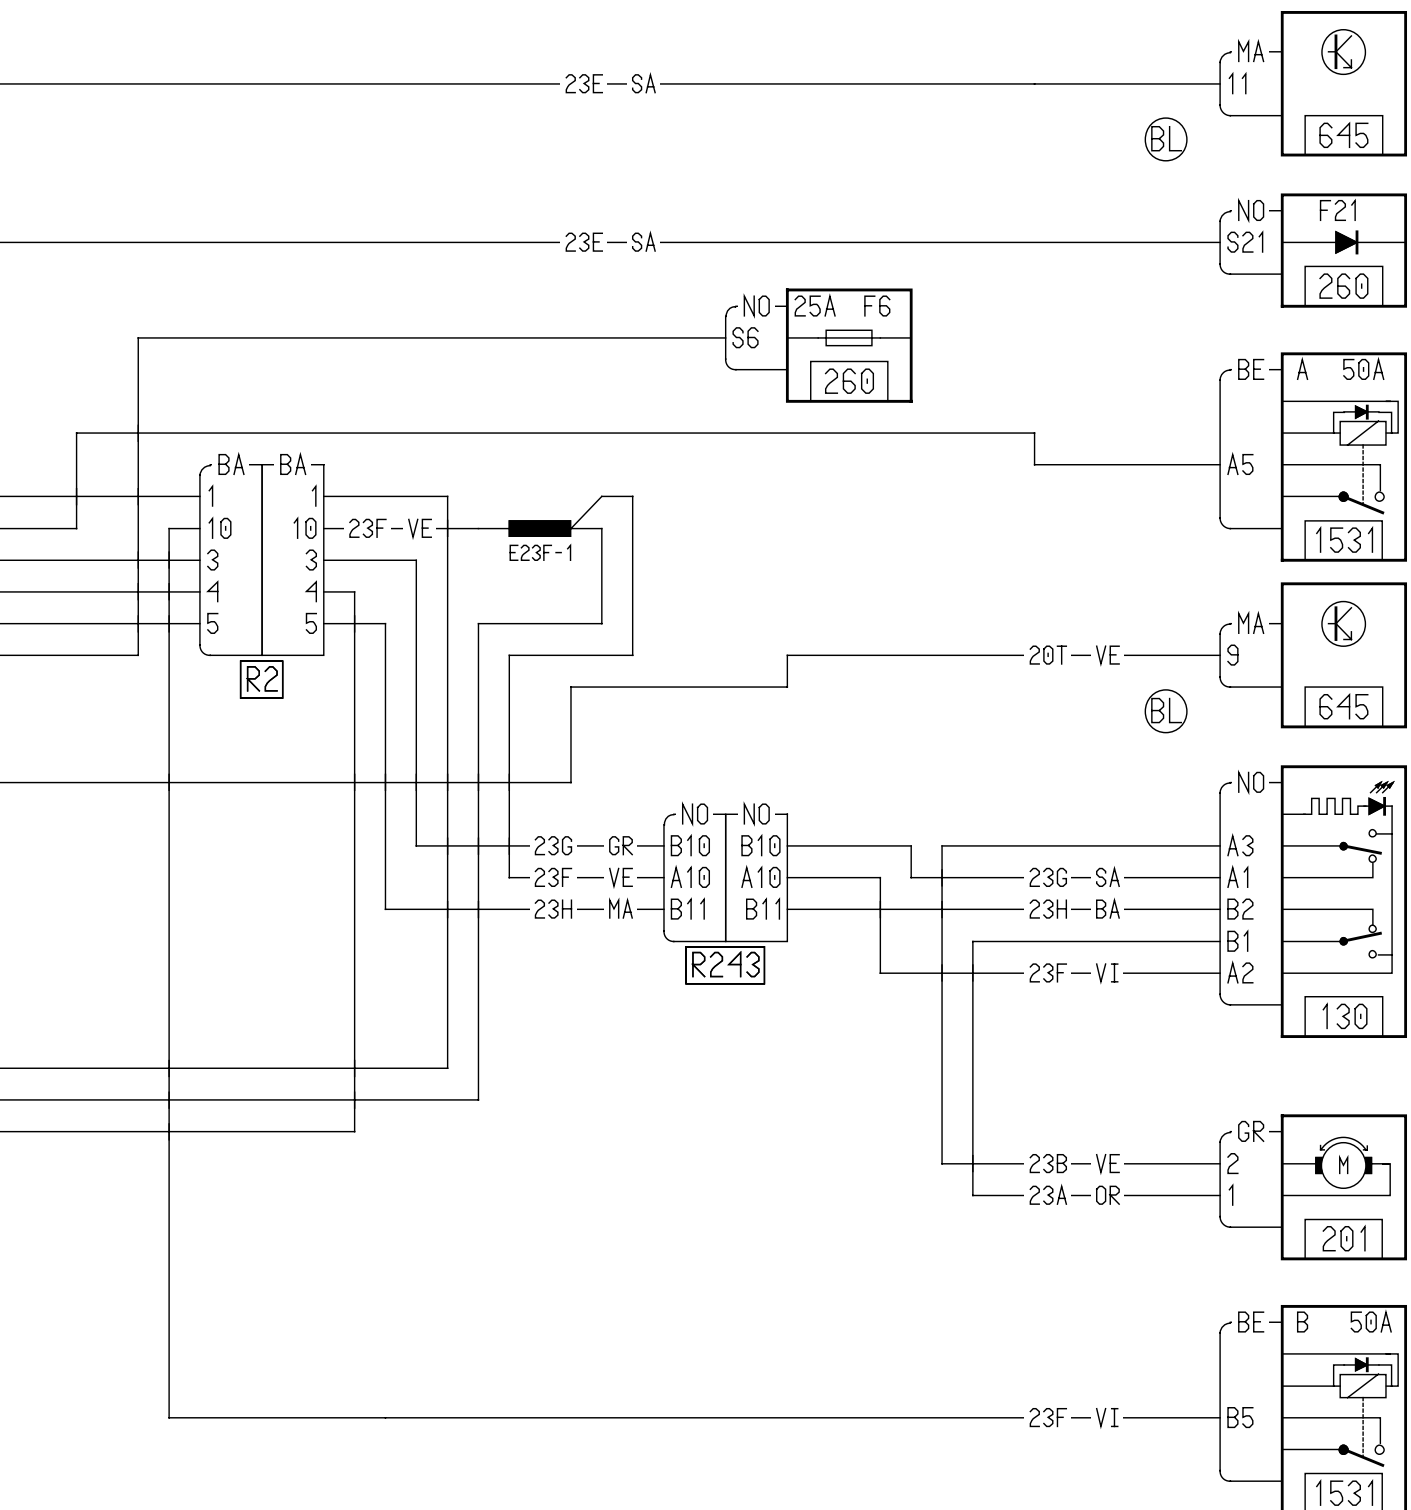 MA
23E SA 11
BL 645
NO F21
23E SA S21
260
NO 25A F6
S6
260
BE A 50A
BA BA A5
1 1
10 10 23F-VE
E23F-1 1531
3 3
4 4
5 5 MA
20T VE 9
R2
BL 645
NO
NO NO
23G GR B10 B10 A3
23F VE A10 A10 23G SA A1
23H MA B11 B11 23H BA B2
B1
R243 23F VI A2
130
GR
23B VE 2 M
23A OR 1
201
BE B 50A
23F VI B5
1531